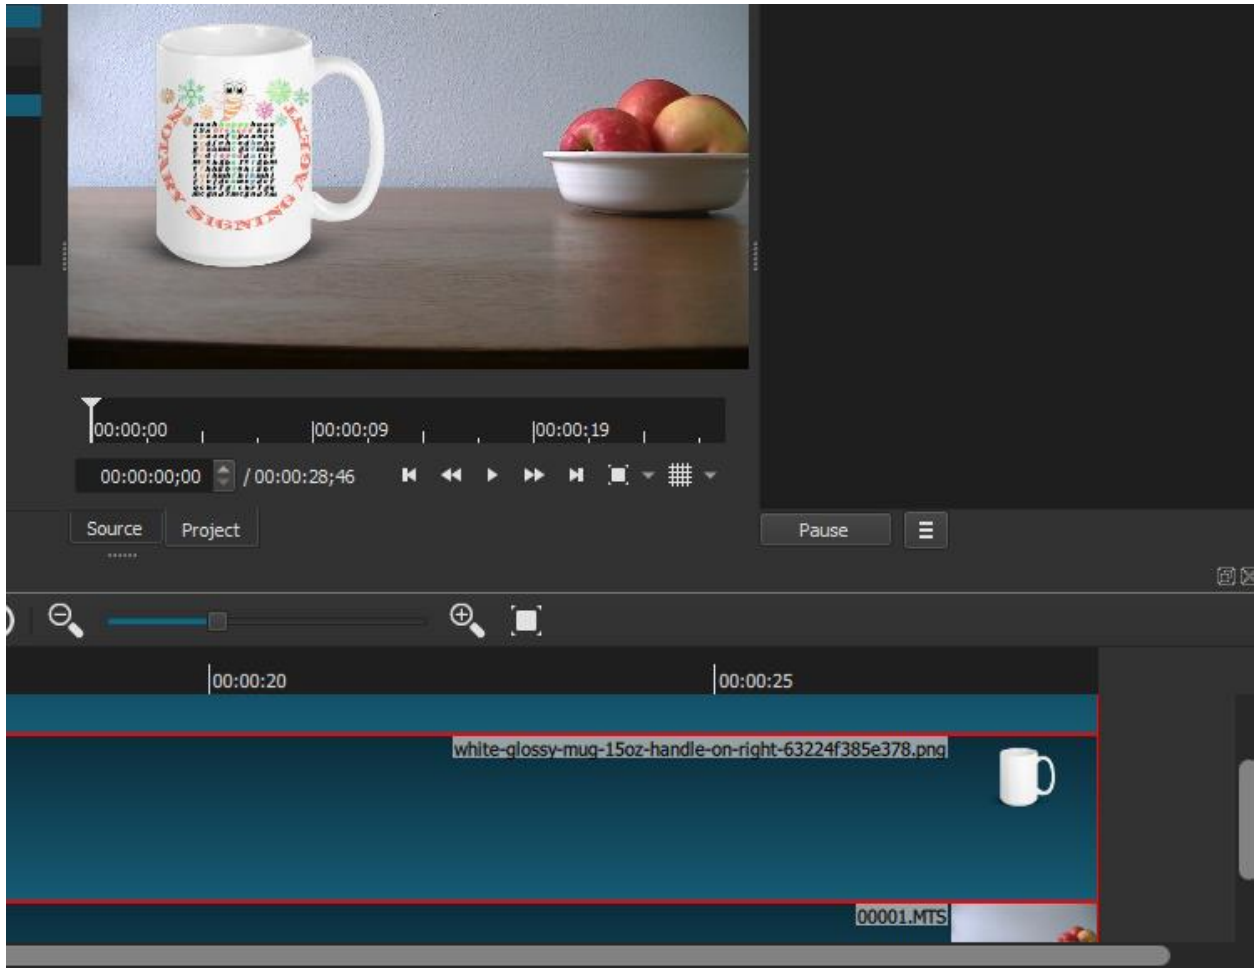 NOTARY SIGNING AGENT
00:00:00
00:00:09
00:00:19
00:00:00;00 / 00:00:28;46
Source Project
Pause
00:00:20
00:00:25
white-glossy-mug-15oz-handle-on-right-63224f385e378.png
00001.MTS